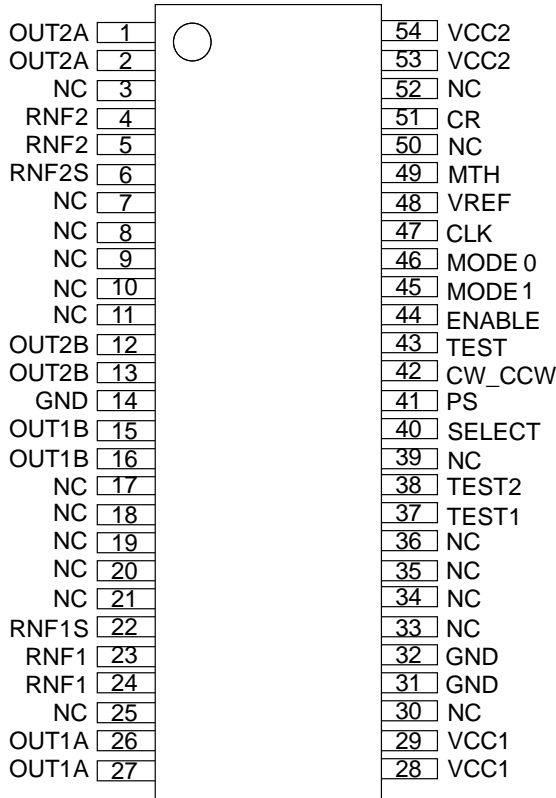 OUT2A 1 54 VCC2
OUT2A 2 53 VCC2
NC 3 52 NC
RNF2 4 51 CR
RNF2 5 50 NC
RNF2S 6 49 MTH
NC 7 48 VREF
NC 8 47 CLK
NC 9 46 MODE 0
NC 10 45 MODE 1
NC 11 44 ENABLE
OUT2B 12 43 TEST
OUT2B 13 42 CW_CCW
GND 14 41 PS
OUT1B 15 40 SELECT
OUT1B 16 39 NC
NC 17 38 TEST2
NC 18 37 TEST1
NC 19 36 NC
NC 20 35 NC
NC 21 34 NC
RNF1S 22 33 NC
RNF1 23 32 GND
RNF1 24 31 GND
NC 25 30 NC
OUT1A 26 29 VCC1
OUT1A 27 28 VCC1